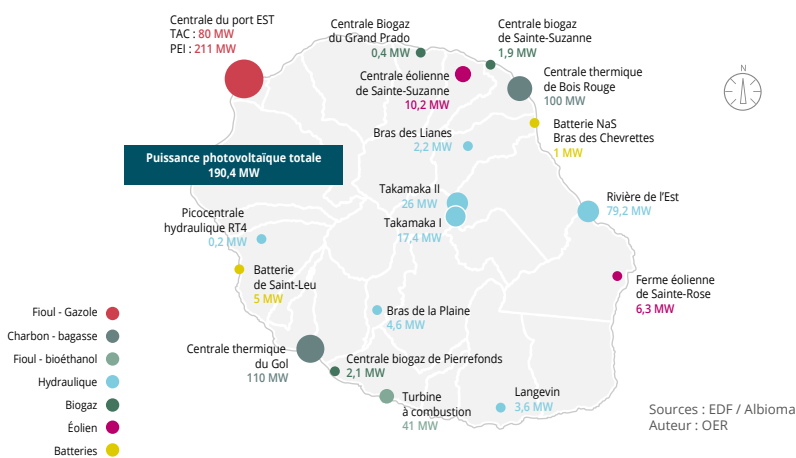 Centrale du port EST
TAC : 80 MW
PEI : 211 MW
Centrale Biogaz
du Grand Prado
0,4 MW
Centrale biogaz
de Sainte-Suzanne
1,9 MW
Centrale éolienne
de Sainte-Suzanne
10,2 MW
Centrale thermique
de Bois Rouge
100 MW
N
Batterie NaS
Bras des Chevrettes
1 MW
Bras des Lianes
2,2 MW
Puissance photovoltaïque totale
190,4 MW
Takamaka II
26 MW
Takamaka I
17,4 MW
Rivière de l’Est
79,2 MW
Picocentrale
hydraulique RT4
0,2 MW
Batterie
de Saint-Leu
5 MW
Ferme éolienne
de Sainte-Rose
6,3 MW
Bras de la Plaine
4,6 MW
Centrale thermique
du Gol
110 MW
Centrale biogaz de Pierrefonds
2,1 MW
Turbine
à combustion
41 MW
Langevin
3,6 MW
Fioul - Gazole
Charbon - bagasse
Fioul - bioéthanol
Hydraulique
Biogaz
Éolien
Batteries
Sources : EDF / Albioma
Auteur : OER